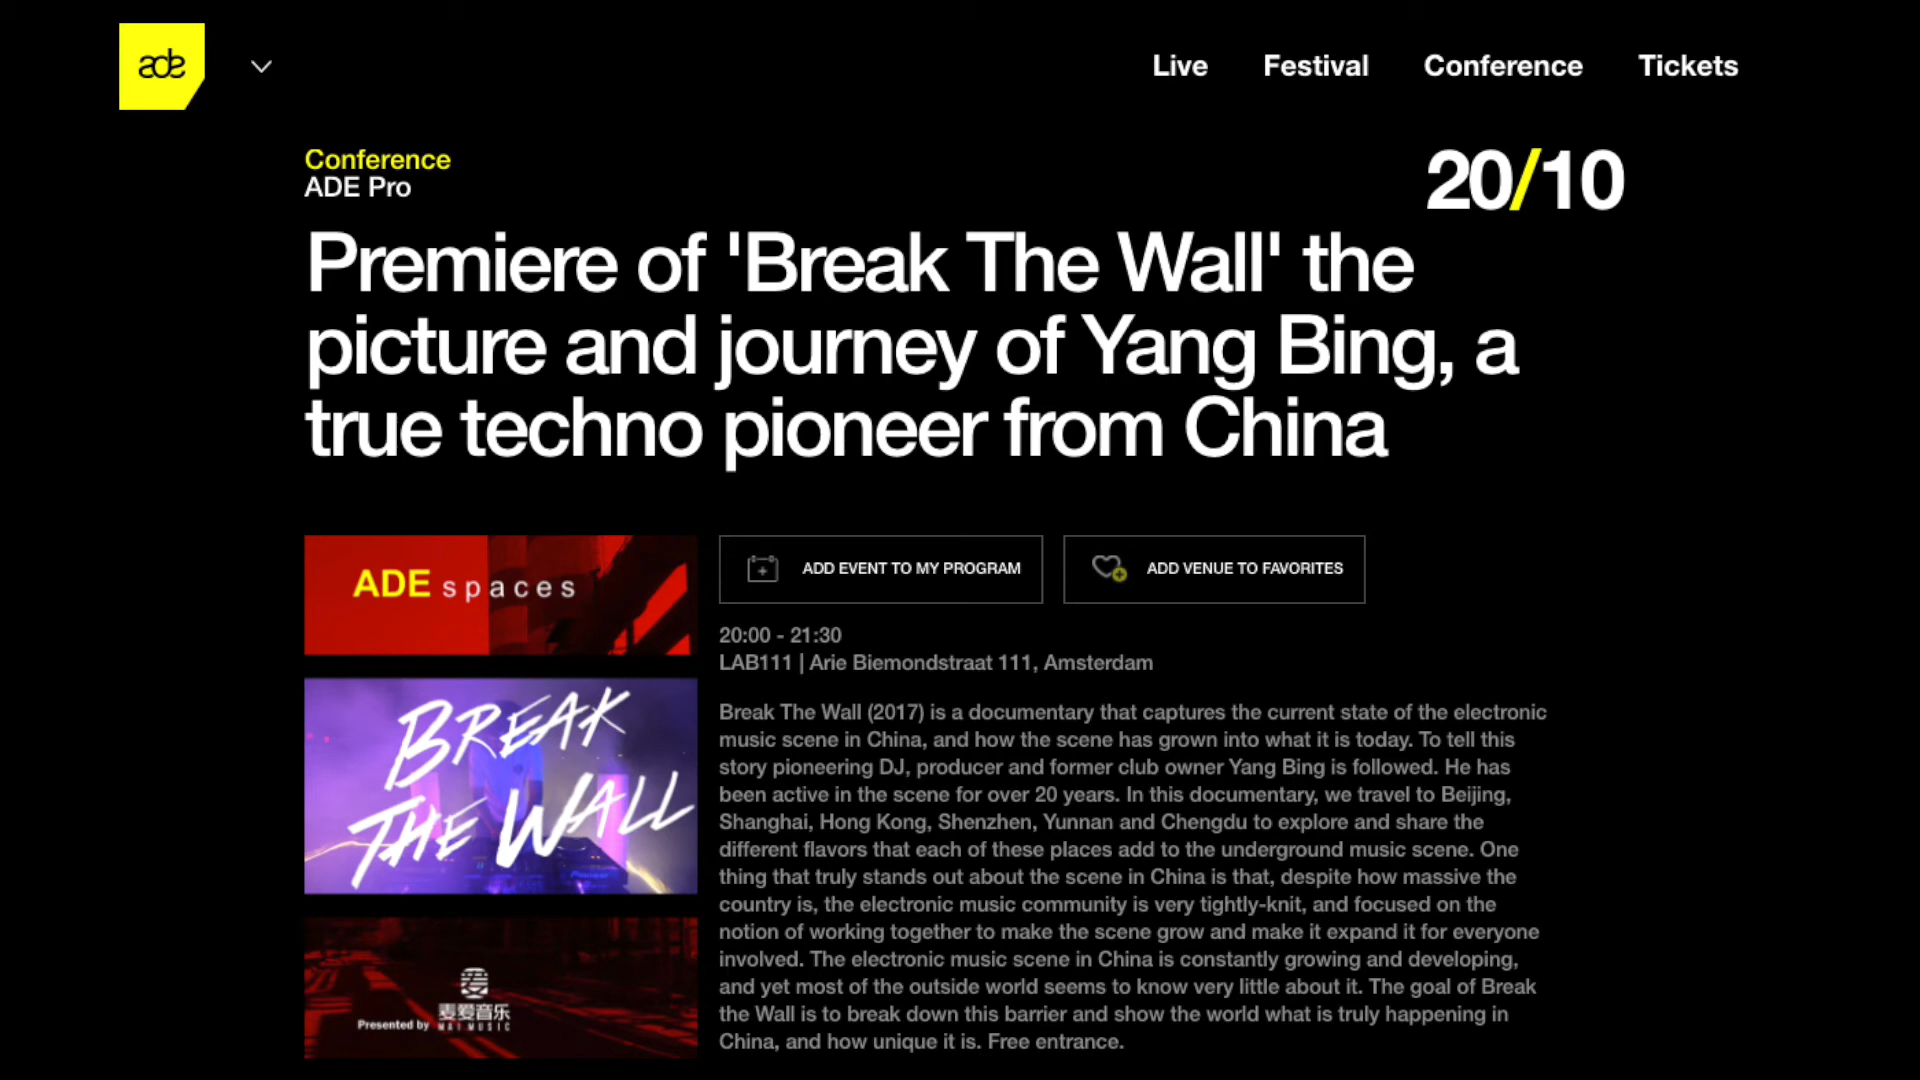 ade
Live Festival Conference Tickets
Conference
ADE Pro
20/10
Premiere of 'Break The Wall' the
picture and journey of Yang Bing, a
true techno pioneer from China
ADE spaces
BREAK
THE WALL
Presented by 麦爱音乐
MAI MUSIC
ADD EVENT TO MY PROGRAM
ADD VENUE TO FAVORITES
20:00 - 21:30
LAB111 | Arie Biemondstraat 111, Amsterdam
Break The Wall (2017) is a documentary that captures the current state of the electronic
music scene in China, and how the scene has grown into what it is today. To tell this
story pioneering DJ, producer and former club owner Yang Bing is followed. He has
been active in the scene for over 20 years. In this documentary, we travel to Beijing,
Shanghai, Hong Kong, Shenzhen, Yunnan and Chengdu to explore and share the
different flavors that each of these places add to the underground music scene. One
thing that truly stands out about the scene in China is that, despite how massive the
country is, the electronic music community is very tightly-knit, and focused on the
notion of working together to make the scene grow and make it expand it for everyone
involved. The electronic music scene in China is constantly growing and developing,
and yet most of the outside world seems to know very little about it. The goal of Break
the Wall is to break down this barrier and show the world what is truly happening in
China, and how unique it is. Free entrance.